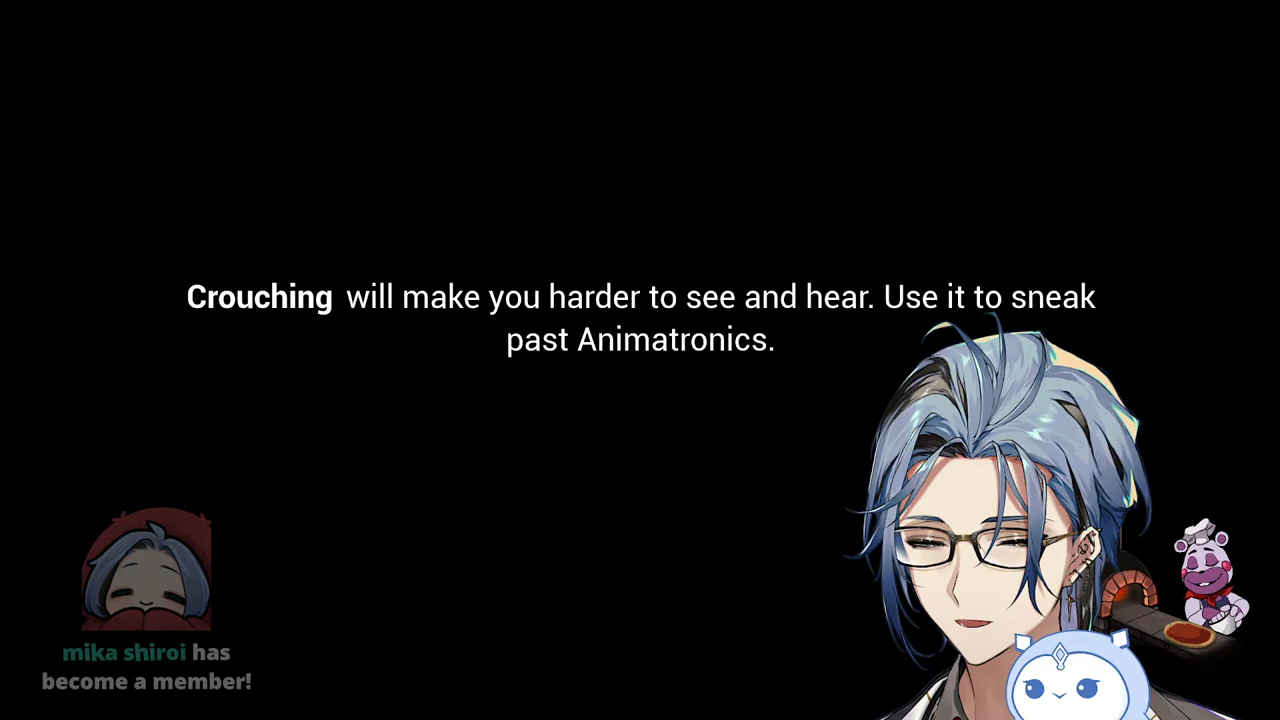 Crouching will make you harder to see and hear. Use it to sneak
past Animatronics.
mika shiroi has
become a member!